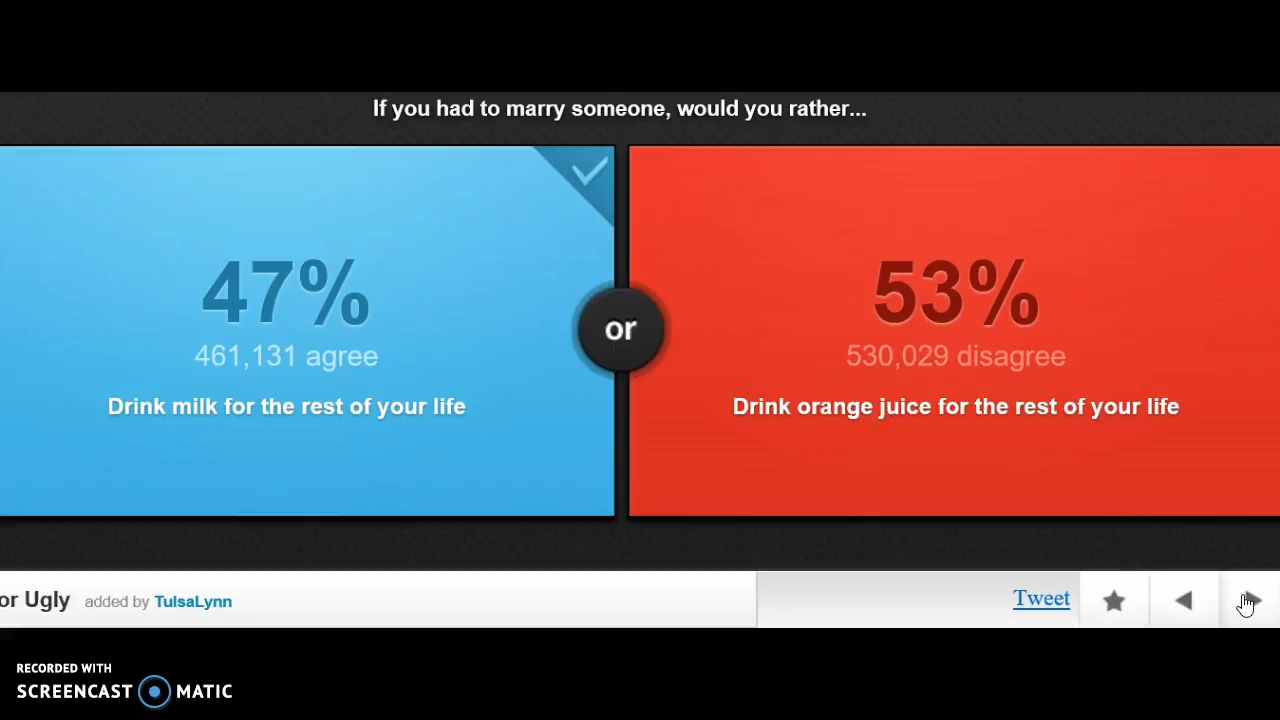 If you had to marry someone, would you rather...
47%
461,131 agree
Drink milk for the rest of your life
or
53%
530,029 disagree
Drink orange juice for the rest of your life
or Ugly added by TulsaLynn
Tweet
RECORDED WITH
SCREENCAST MATIC